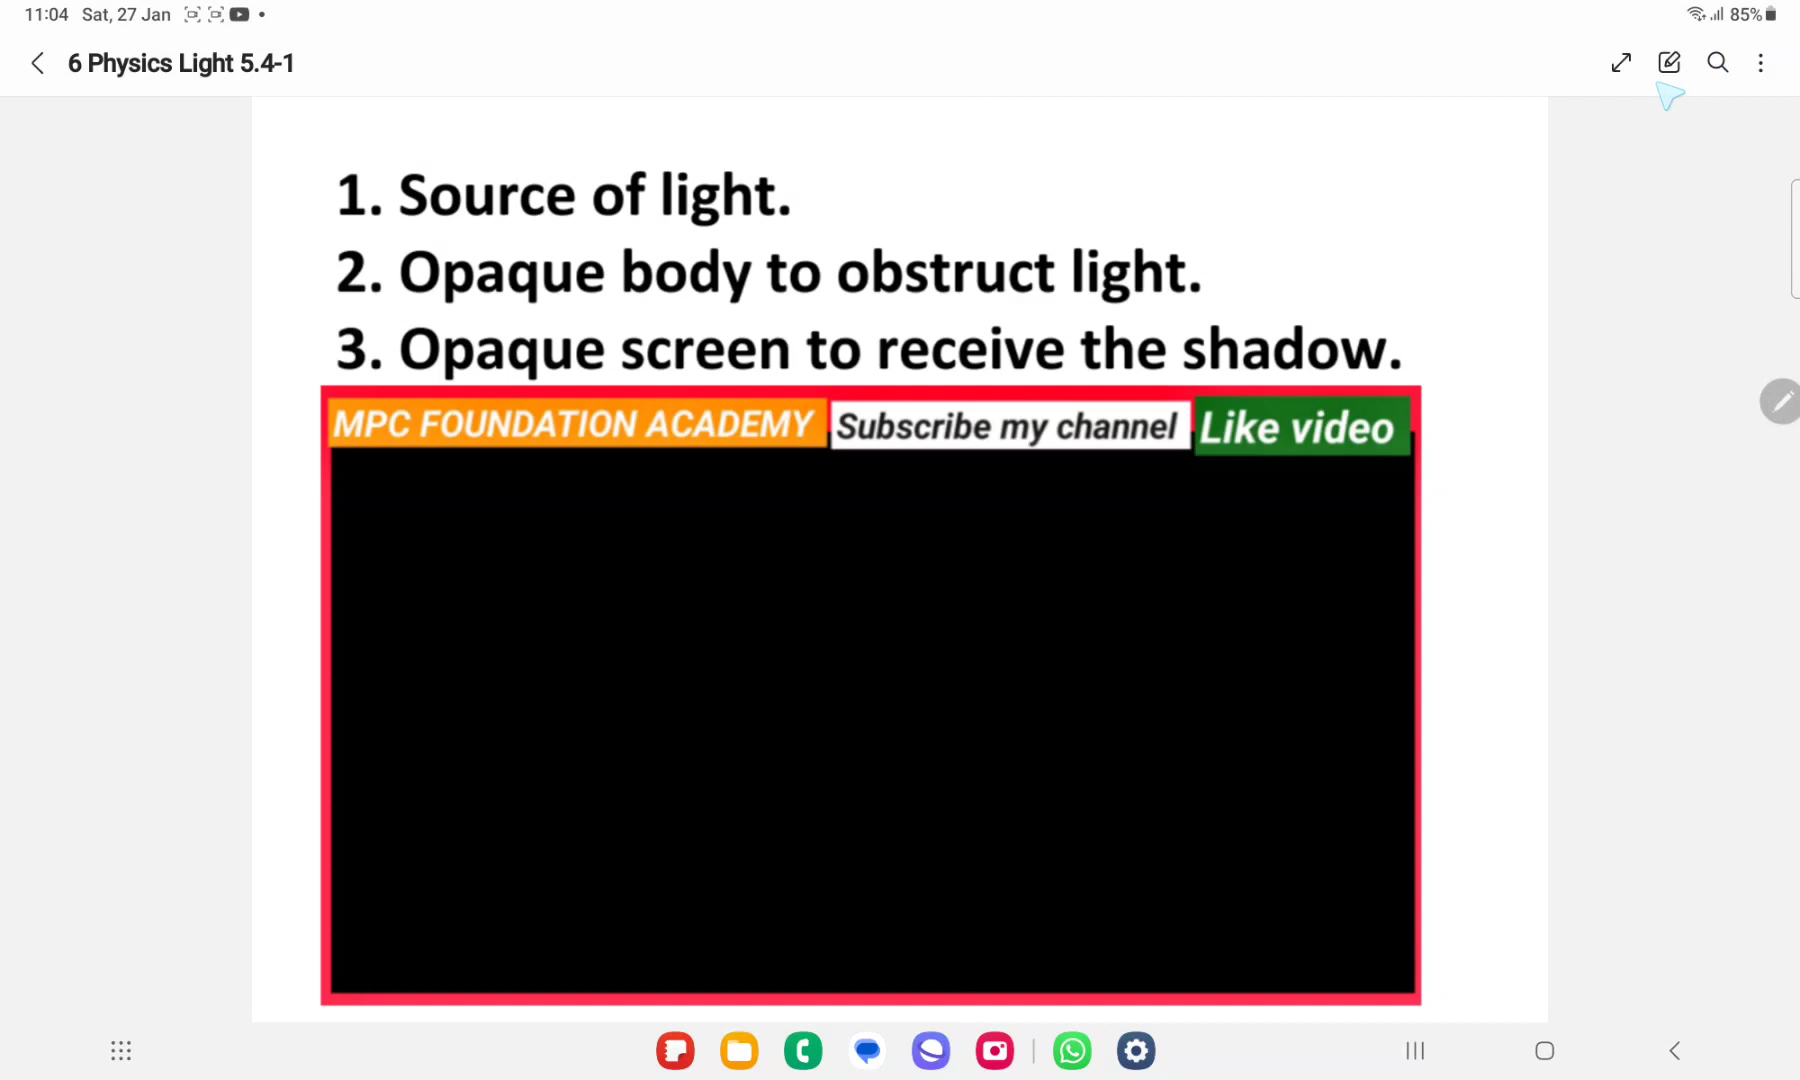 11:04 Sat, 27 Jan
85%
6 Physics Light 5.4-1
1. Source of light.
2. Opaque body to obstruct light.
3. Opaque screen to receive the shadow.
MPC FOUNDATION ACADEMY Subscribe my channel Like video